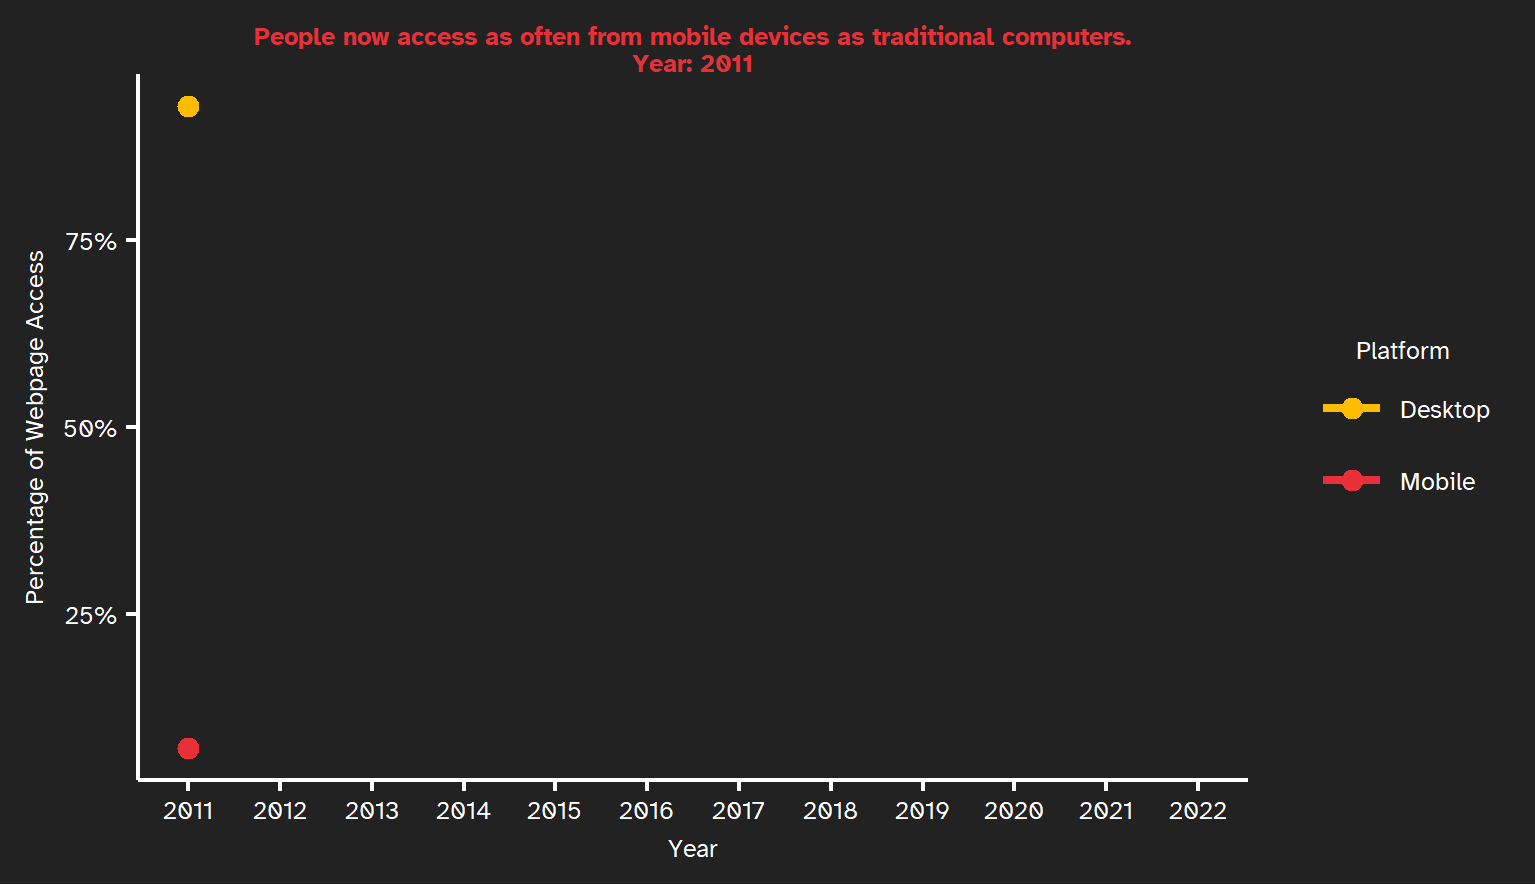 People now access as often from mobile devices as traditional computers.
Year: 2011
Percentage of Webpage Access
75%
50%
25%
2011 2012 2013 2014 2015 2016 2017 2018 2019 2020 2021 2022
Year
Platform
Desktop
Mobile